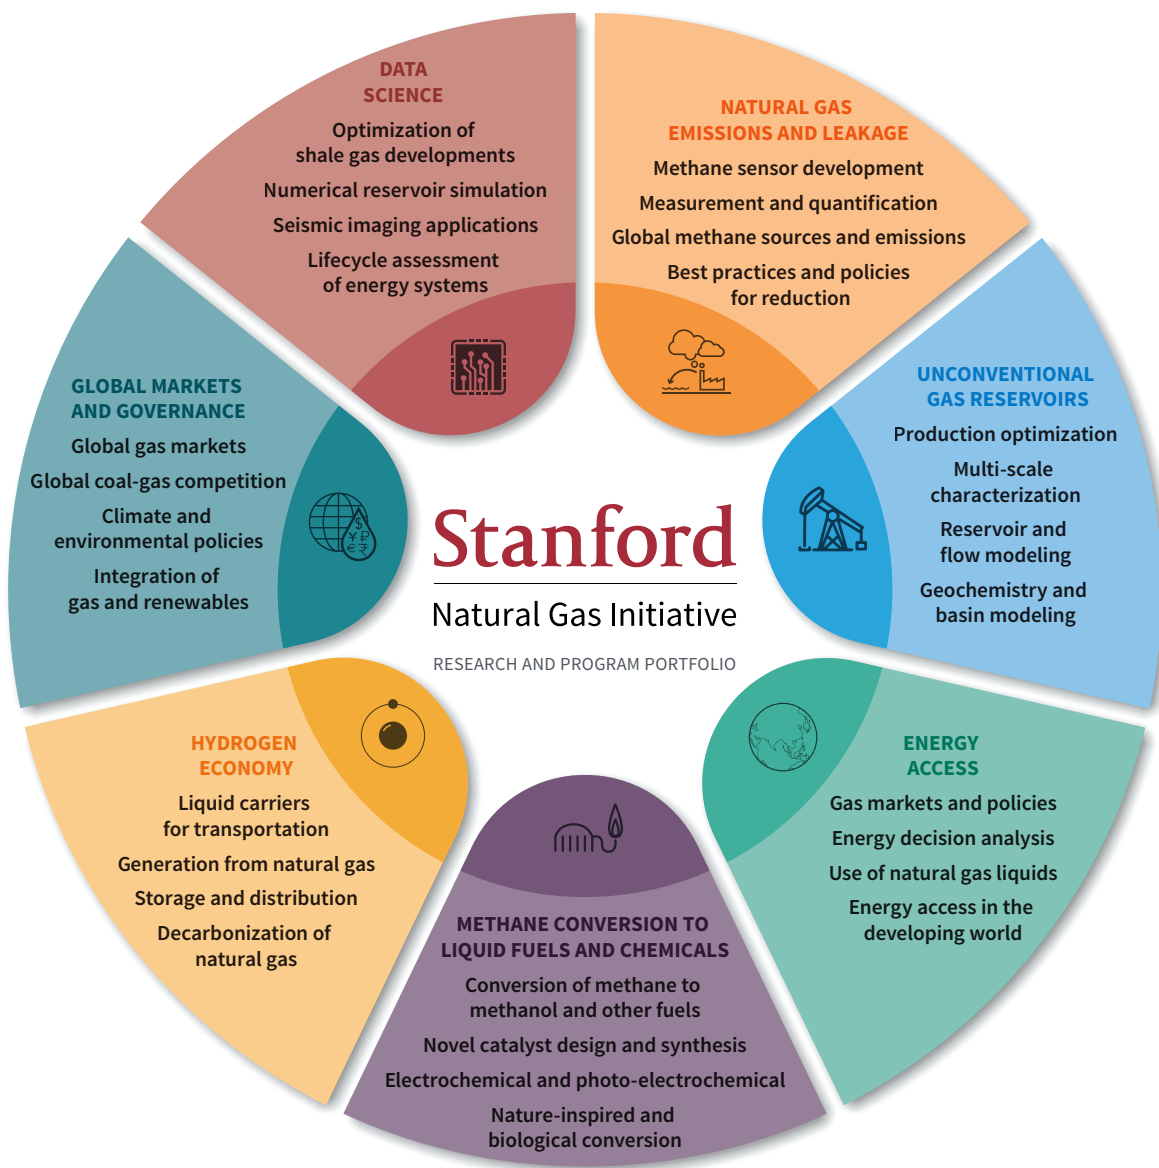 DATA
SCIENCE
Optimization of
shale gas developments
Numerical reservoir simulation
Seismic imaging applications
Lifecycle assessment
of energy systems
NATURAL GAS
EMISSIONS AND LEAKAGE
Methane sensor development
Measurement and quantification
Global methane sources and emissions
Best practices and policies
for reduction
UNCONVENTIONAL
GAS RESERVOIRS
Production optimization
Multi-scale
characterization
Reservoir and
flow modeling
Geochemistry and
basin modeling
ENERGY
ACCESS
Gas markets and policies
Energy decision analysis
Use of natural gas liquids
Energy access in the
developing world
METHANE CONVERSION TO
LIQUID FUELS AND CHEMICALS
Conversion of methane to
methanol and other fuels
Novel catalyst design and synthesis
Electrochemical and photo-electrochemical
Nature-inspired and
biological conversion
HYDROGEN
ECONOMY
Liquid carriers
for transportation
Generation from natural gas
Storage and distribution
Decarbonization of
natural gas
GLOBAL MARKETS
AND GOVERNANCE
Global gas markets
Global coal-gas competition
Climate and
environmental policies
Integration of
gas and renewables
$
¥ ₽
€ ₹
Stanford
Natural Gas Initiative
RESEARCH AND PROGRAM PORTFOLIO